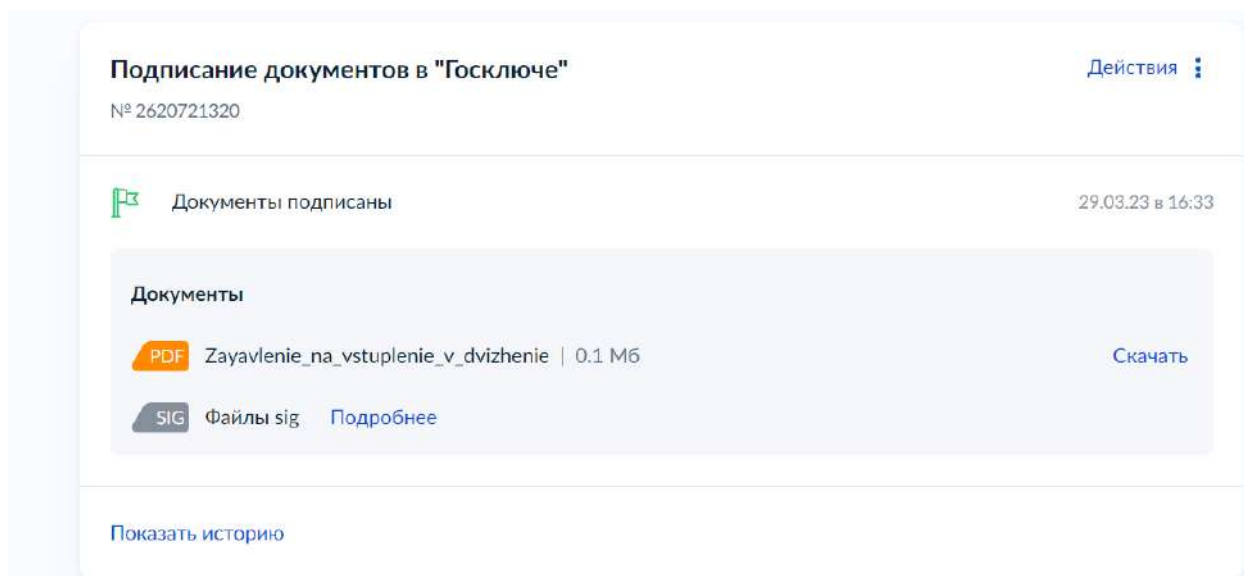 Подписание документов в "Госключе"
Действия
№ 2620721320
Документы подписаны
29.03.23 в 16:33
Документы
PDF Zayavlenie_na_vstuplenie_v_dvizhenie | 0.1 Мб
Скачать
SIG Файлы sig Подробнее
Показать историю